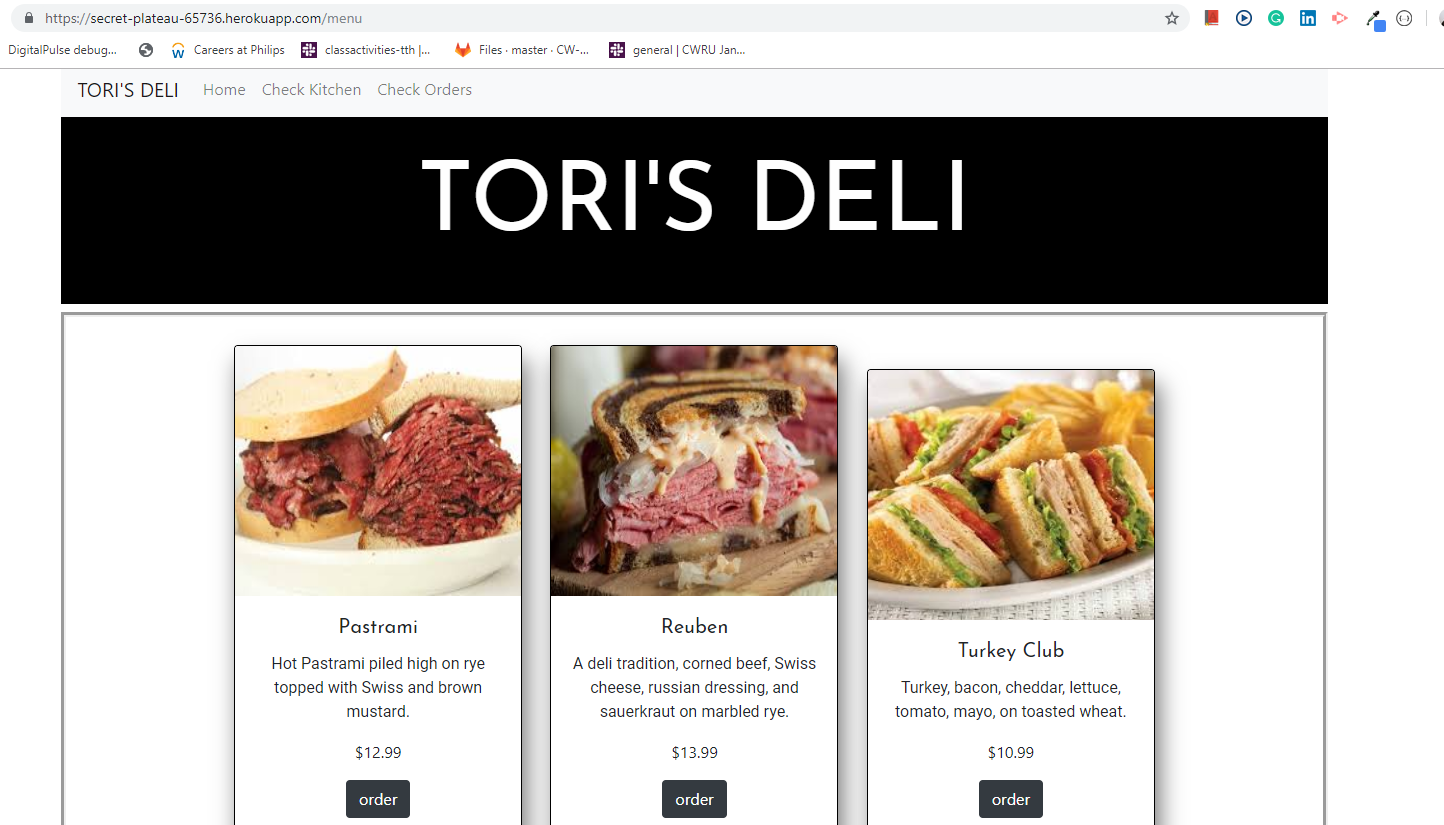 https://secret-plateau-65736.herokuapp.com/menu
DigitalPulse debug... Careers at Philips classactivities-tth |... Files · master · CW-... general | CWRU Jan...
TORI'S DELI Home Check Kitchen Check Orders
TORI'S DELI
Pastrami
Hot Pastrami piled high on rye
topped with Swiss and brown
mustard.
$12.99
order
Reuben
A deli tradition, corned beef, Swiss
cheese, russian dressing, and
sauerkraut on marbled rye.
$13.99
order
Turkey Club
Turkey, bacon, cheddar, lettuce,
tomato, mayo, on toasted wheat.
$10.99
order